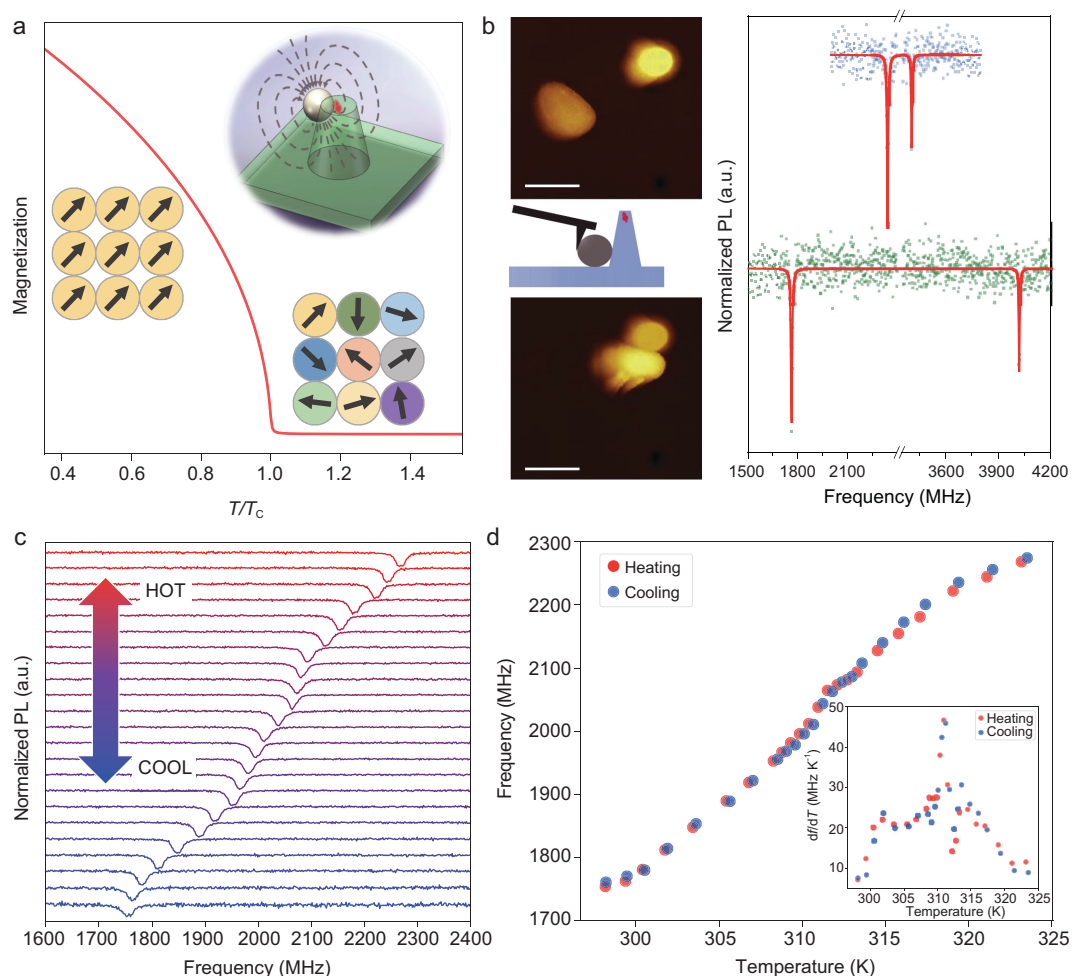 a
Magnetization
0.4 0.6 0.8 1.0 1.2 1.4
T/TC
b
Normalized PL (a.u.)
1500 1800 2100 3600 3900 4200
Frequency (MHz)
c
HOT
COOL
Normalized PL (a.u.)
1600 1700 1800 1900 2000 2100 2200 2300 2400
Frequency (MHz)
d
Heating
Cooling
Frequency (MHz)
2300
2200
2100
2000
1900
1800
1700
300 305 310 315 320 325
Temperature (K)
Heating
Cooling
df/dT (MHz K⁻¹)
50
40
30
20
10
300 305 310 315 320 325
Temperature (K)